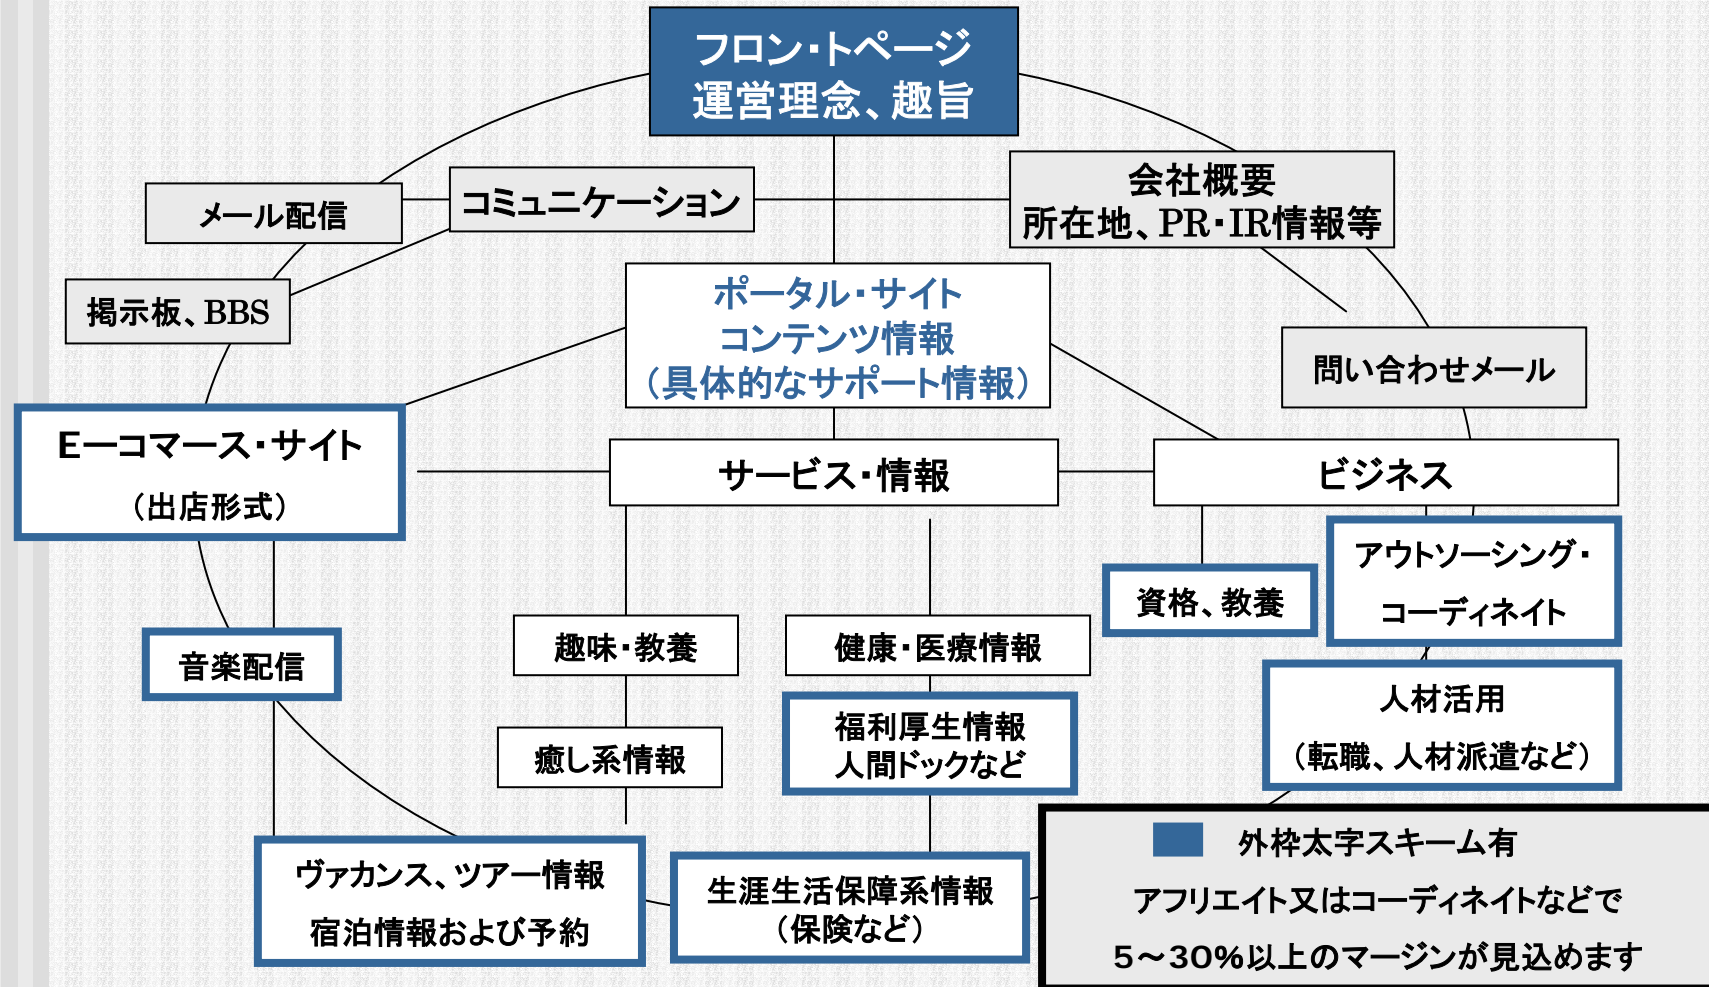 フロン・トページ
運営理念、趣旨
メール配信
コミュニケーション
会社概要
所在地、PR・IR情報等
掲示板、BBS
ポータル・サイト
コンテンツ情報
（具体的なサポート情報）
問い合わせメール
Eーコマース・サイト
（出店形式）
サービス・情報
ビジネス
アウトソーシング・
コーディネイト
資格、教養
趣味・教養
健康・医療情報
音楽配信
人材活用
（転職、人材派遣など）
福利厚生情報
人間ドックなど
癒し系情報
ヴァカンス、ツアー情報
宿泊情報および予約
生涯生活保障系情報
（保険など）
外枠太字スキーム有
アフリエイト又はコーディネイトなどで
5～30%以上のマージンが見込めます